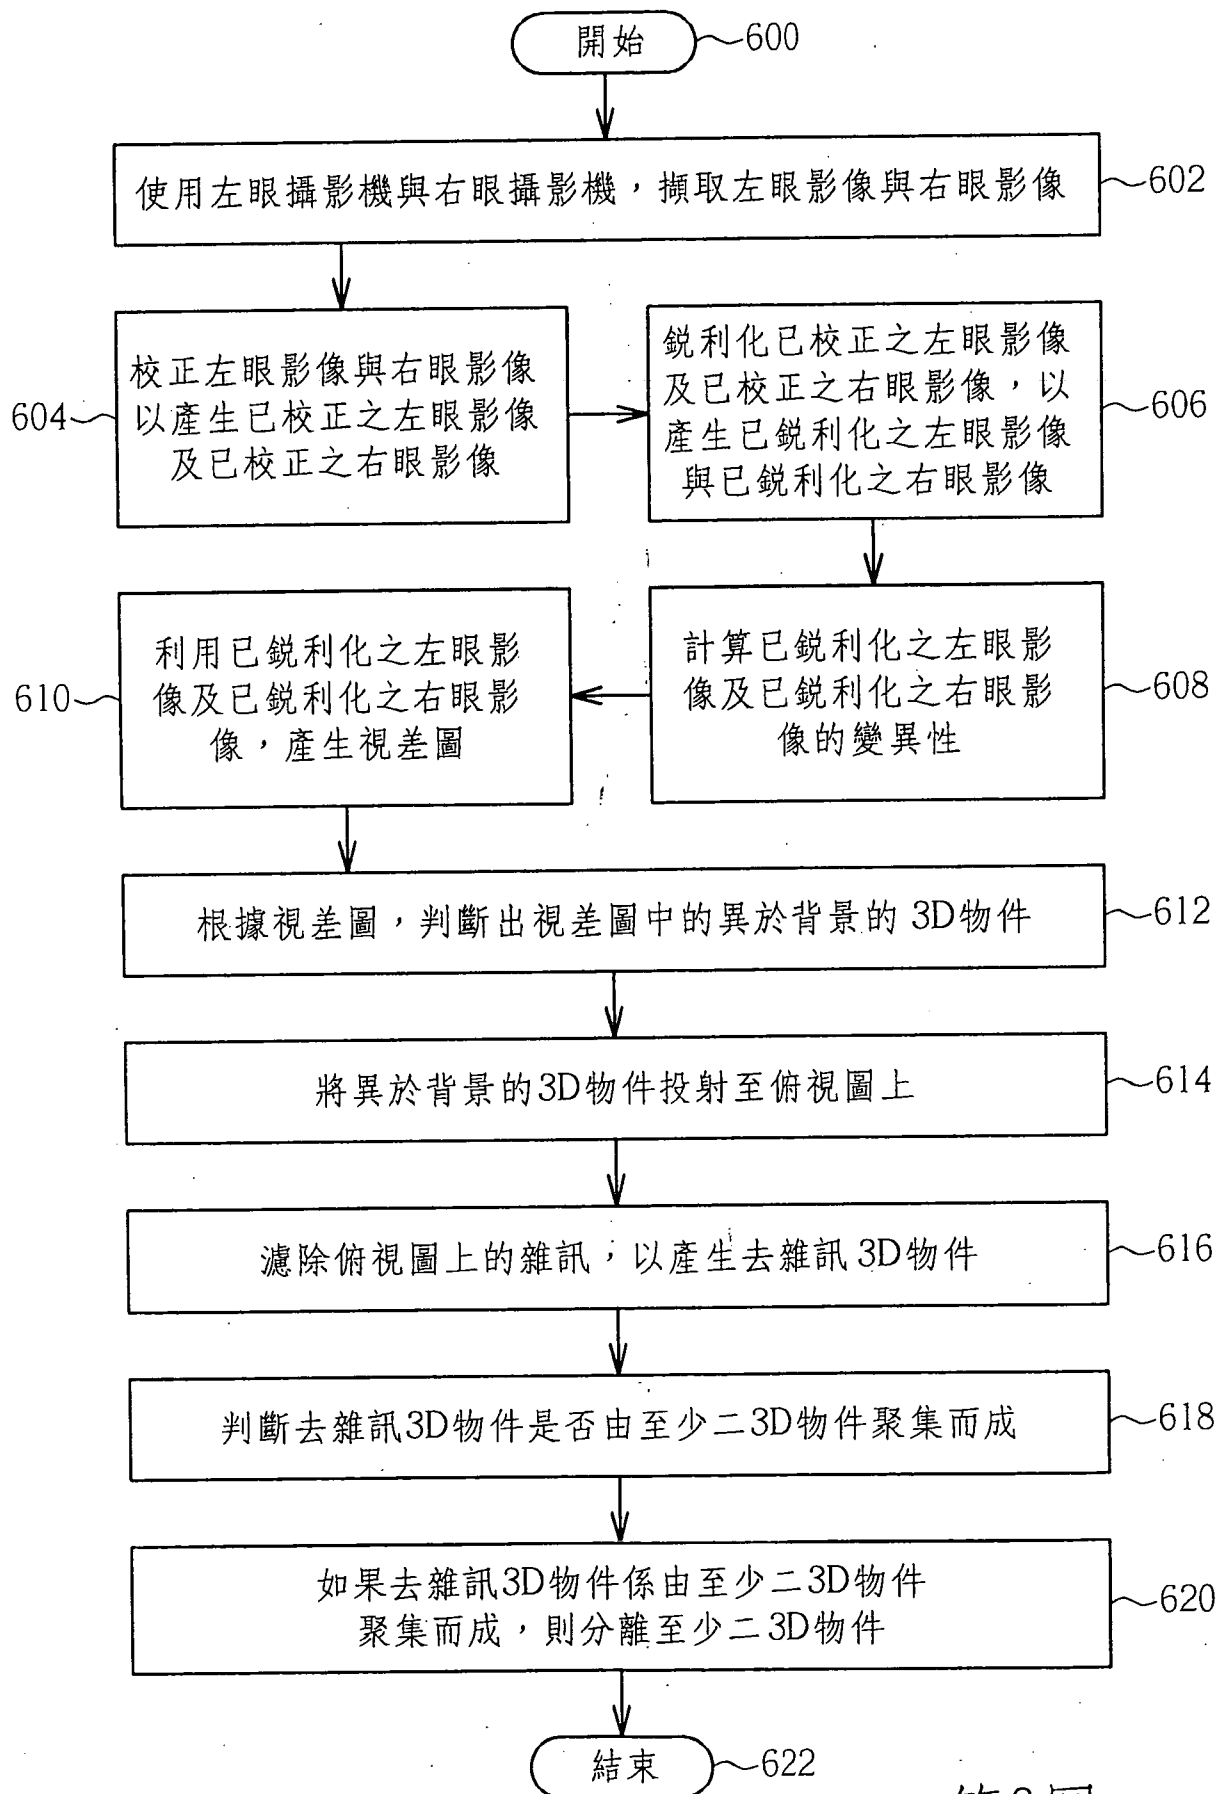 開始
600
使用左眼攝影機與右眼攝影機，擷取左眼影像與右眼影像
602
校正左眼影像與右眼影像
以產生已校正之左眼影像
及已校正之右眼影像
604
銳利化已校正之左眼影像
及已校正之右眼影像，以
產生已銳利化之左眼影像
與已銳利化之右眼影像
606
計算已銳利化之左眼影
像及已銳利化之右眼影
像的變異性
608
利用已銳利化之左眼影
像及已銳利化之右眼影
像，產生視差圖
610
根據視差圖，判斷出視差圖中的異於背景的3D物件
612
將異於背景的3D物件投射至俯視圖上
614
濾除俯視圖上的雜訊，以產生去雜訊3D物件
616
判斷去雜訊3D物件是否由至少二3D物件聚集而成
618
如果去雜訊3D物件係由至少二3D物件
聚集而成，則分離至少二3D物件
620
結束
622